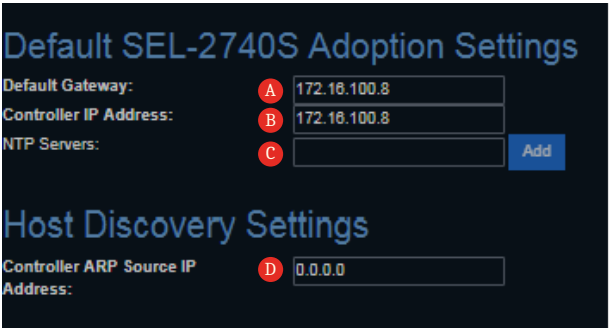 Default SEL-2740S Adoption Settings
Default Gateway: A 172.16.100.8
Controller IP Address: B 172.16.100.8
NTP Servers: C Add
Host Discovery Settings
Controller ARP Source IP D 0.0.0.0
Address: